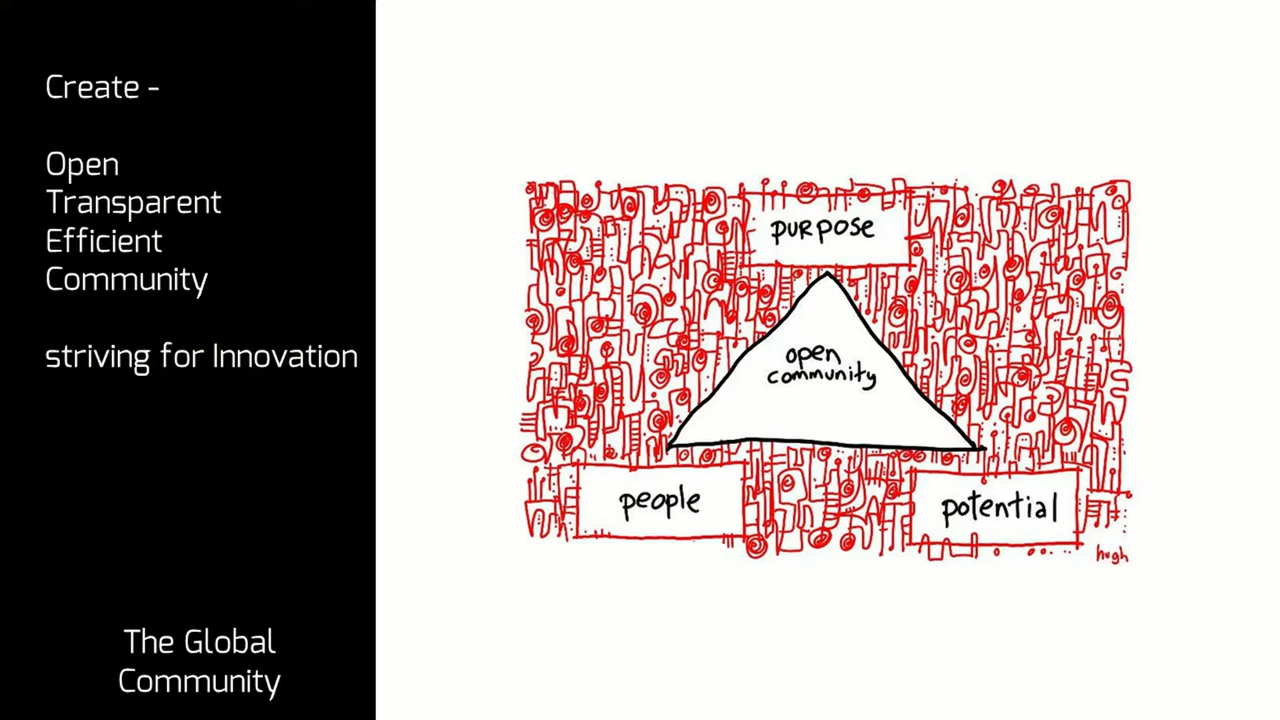 Create -
Open
Transparent
Efficient
Community
striving for Innovation
The Global
Community
purpose
open
community
people
potential
hugh